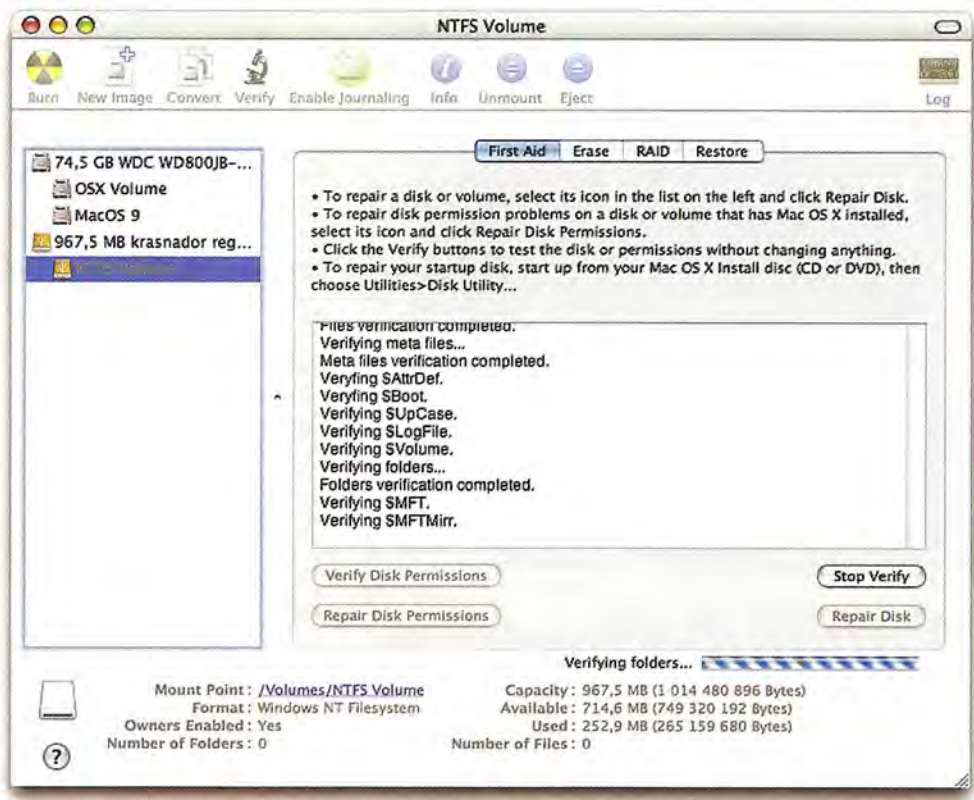 NTFS Volume
Burn New Image Convert Verify Enable Journaling Info Unmount Eject Log
74,5 GB WDC WD800JB-...
OSX Volume
MacOS 9
967,5 MB krasnador reg...
NTFS Volume
First Aid Erase RAID Restore
• To repair a disk or volume, select its icon in the list on the left and click Repair Disk.
• To repair disk permission problems on a disk or volume that has Mac OS X installed,
select its icon and click Repair Disk Permissions.
• Click the Verify buttons to test the disk or permissions without changing anything.
• To repair your startup disk, start up from your Mac OS X Install disc (CD or DVD), then
choose Utilities>Disk Utility...
Files verification completed.
Verifying meta files...
Meta files verification completed.
Veryfing $AttrDef.
Veryfing $Boot.
Verifying $UpCase.
Verifying $LogFile.
Verifying $Volume.
Verifying folders...
Folders verification completed.
Verifying $MFT.
Verifying $MFTMirr.
Verify Disk Permissions
Stop Verify
Repair Disk Permissions
Repair Disk
Verifying folders...
Mount Point : /Volumes/NTFS Volume
Format : Windows NT Filesystem
Owners Enabled : Yes
Number of Folders : 0
Capacity : 967,5 MB (1 014 480 896 Bytes)
Available : 714,6 MB (749 320 192 Bytes)
Used : 252,9 MB (265 159 680 Bytes)
Number of Files : 0
?